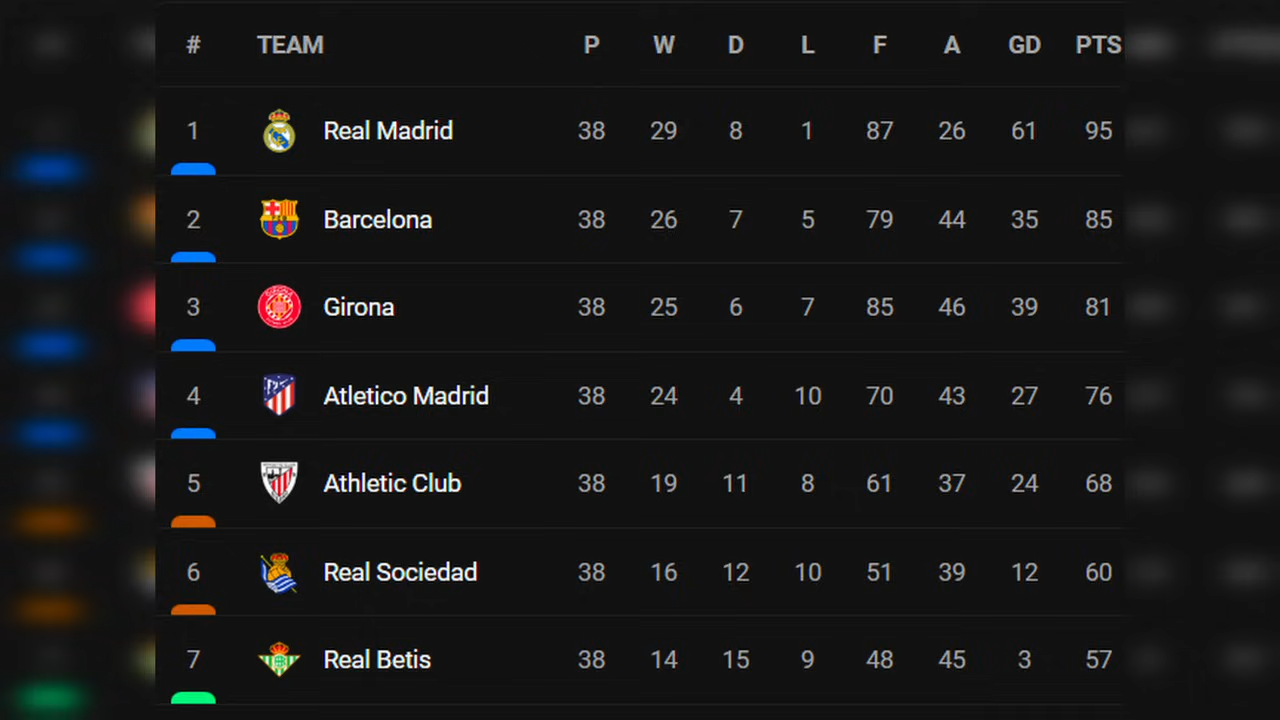 # TEAM P W D L F A GD PTS
1 Real Madrid 38 29 8 1 87 26 61 95
2 Barcelona 38 26 7 5 79 44 35 85
3 Girona 38 25 6 7 85 46 39 81
4 Atletico Madrid 38 24 4 10 70 43 27 76
5 Athletic Club 38 19 11 8 61 37 24 68
6 Real Sociedad 38 16 12 10 51 39 12 60
7 Real Betis 38 14 15 9 48 45 3 57